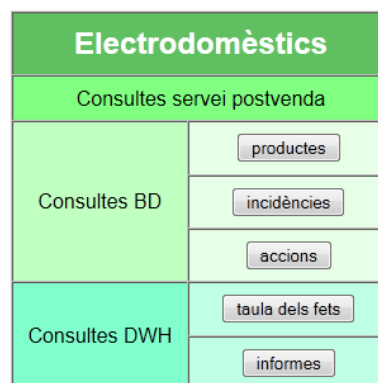 Electrodomèstics
Consultes servei postvenda
Consultes BD
productes
incidències
accions
Consultes DWH
taula dels fets
informes